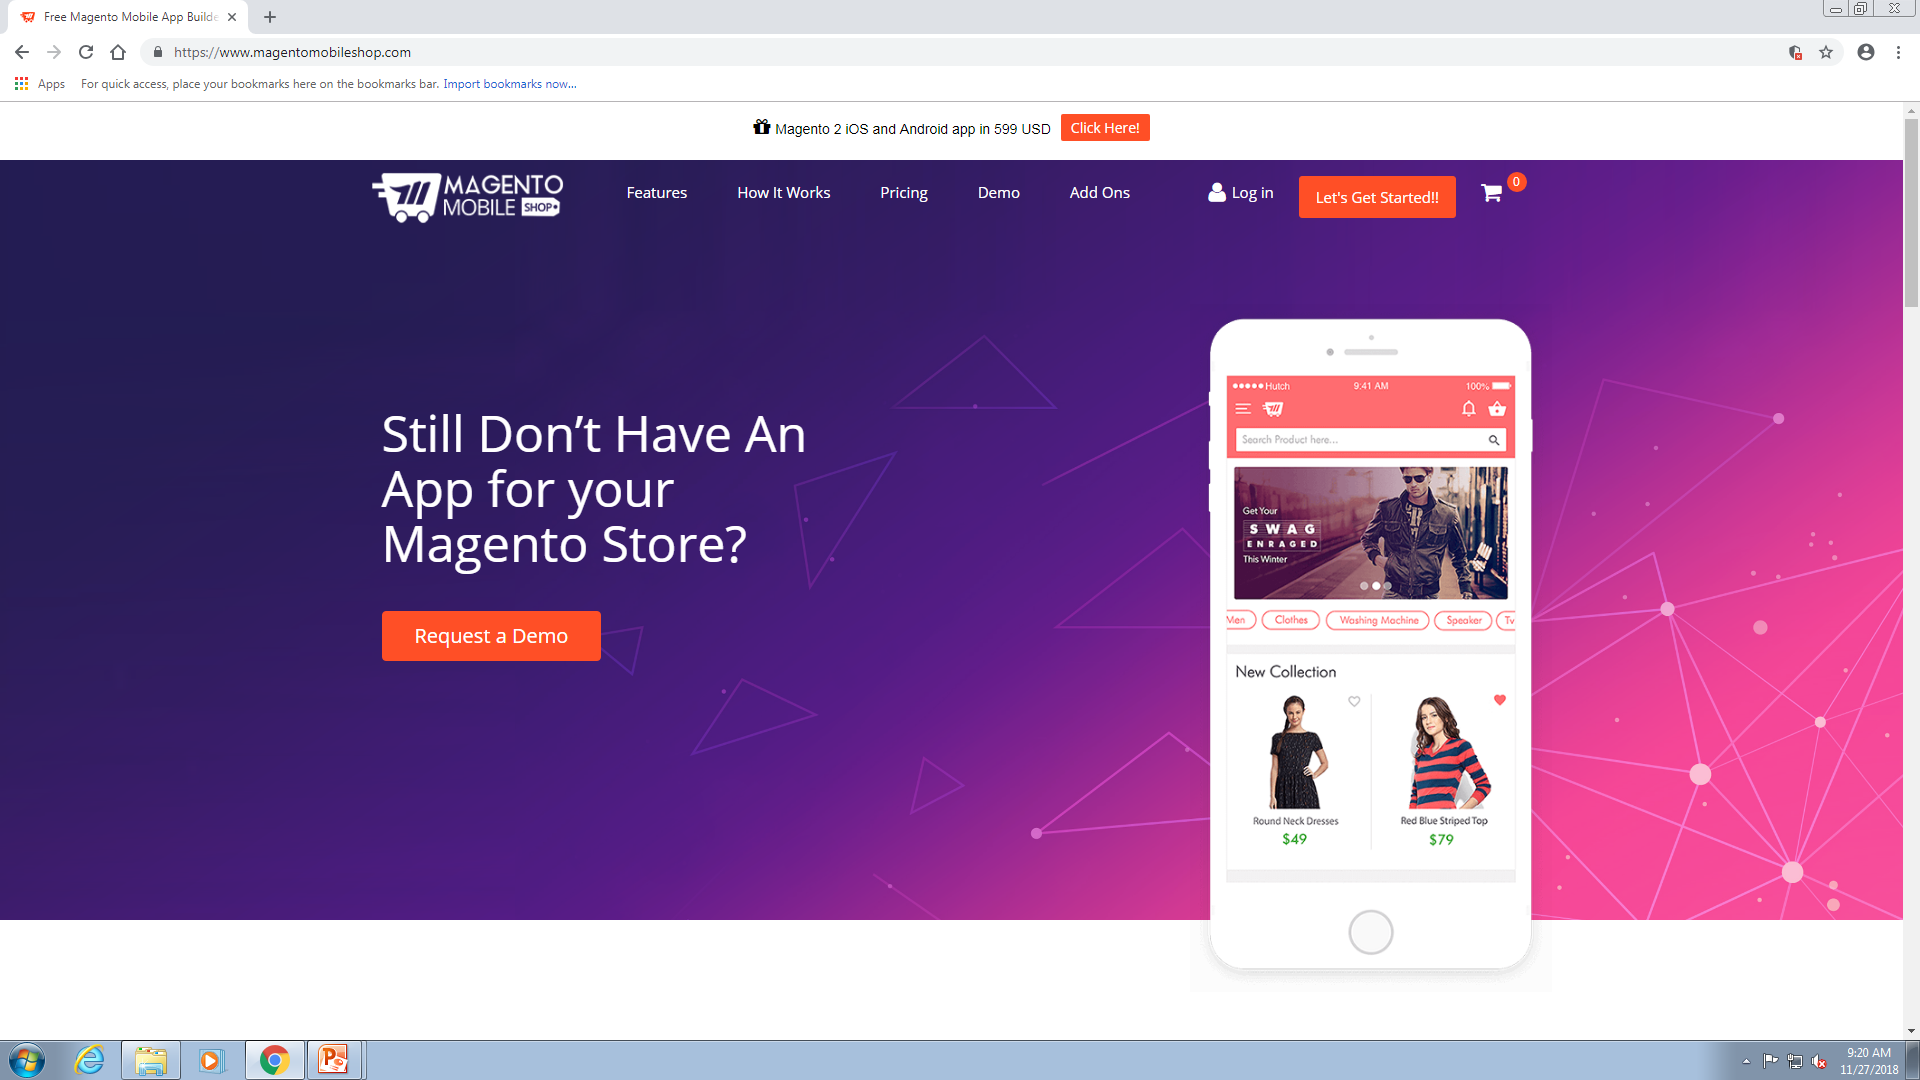 Free Magento Mobile App Builde
https://www.magentomobileshop.com
Apps For quick access, place your bookmarks here on the bookmarks bar. Import bookmarks now...
Magento 2 iOS and Android app in 599 USD Click Here!
MAGENTO
MOBILE SHOP
Features How It Works Pricing Demo Add Ons Log in Let's Get Started!! 0
Still Don’t Have An
App for your
Magento Store?
Request a Demo
Hutch 9:41 AM 100%
Search Product here...
Get Your
SWAG
ENRAGED
This Winter
Men Clothes Washing Machine Speaker Tv
New Collection
Round Neck Dresses Red Blue Striped Top
$49 $79
9:20 AM
11/27/2018